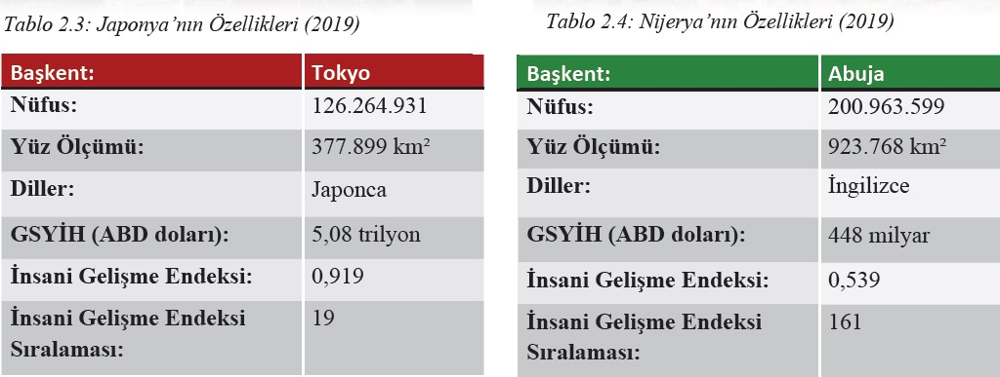 Tablo 2.3: Japonya’nın Özellikleri (2019)
Başkent: Tokyo
Nüfus: 126.264.931
Yüz Ölçümü: 377.899 km²
Diller: Japonca
GSYİH (ABD doları): 5,08 trilyon
İnsani Gelişme Endeksi: 0,919
İnsani Gelişme Endeksi 19
Sıralaması:
Tablo 2.4: Nijerya’nın Özellikleri (2019)
Başkent: Abuja
Nüfus: 200.963.599
Yüz Ölçümü: 923.768 km²
Diller: İngilizce
GSYİH (ABD doları): 448 milyar
İnsani Gelişme Endeksi: 0,539
İnsani Gelişme Endeksi 161
Sıralaması: